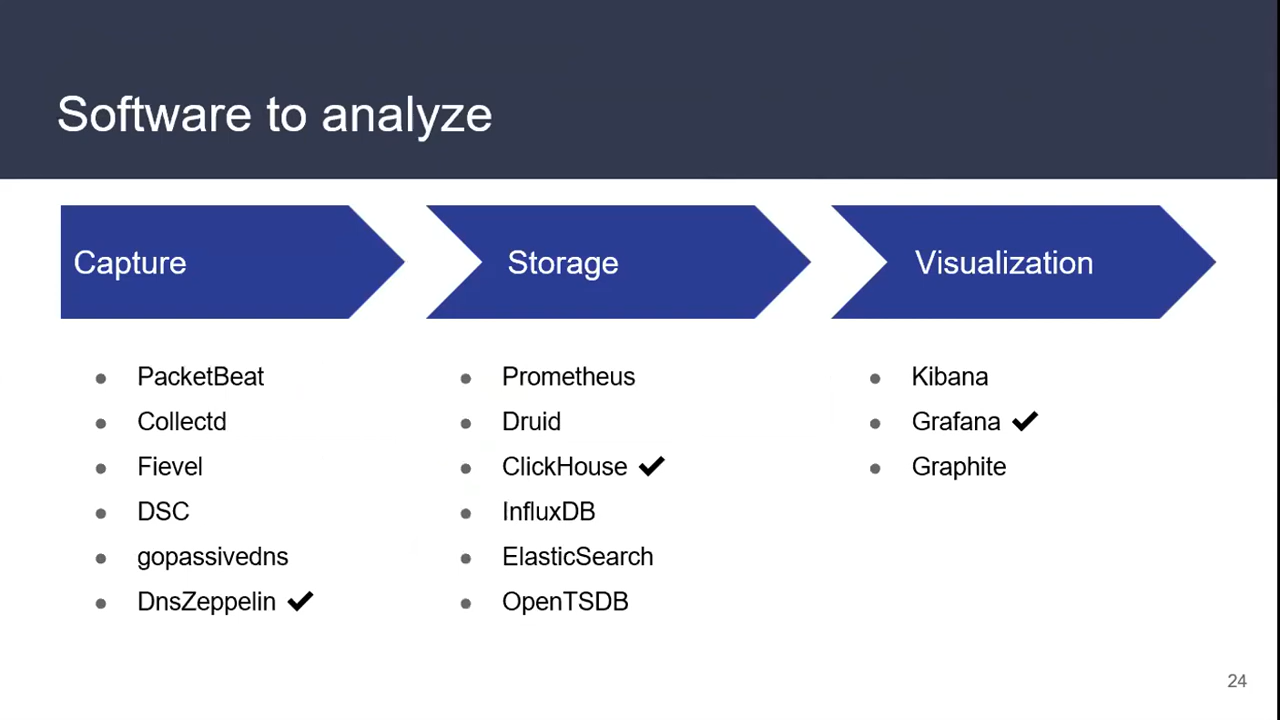 Software to analyze
Capture
Storage
Visualization
PacketBeat
Collectd
Fievel
DSC
gopassivedns
DnsZeppelin
Prometheus
Druid
ClickHouse
InfluxDB
ElasticSearch
OpenTSDB
Kibana
Grafana
Graphite
24